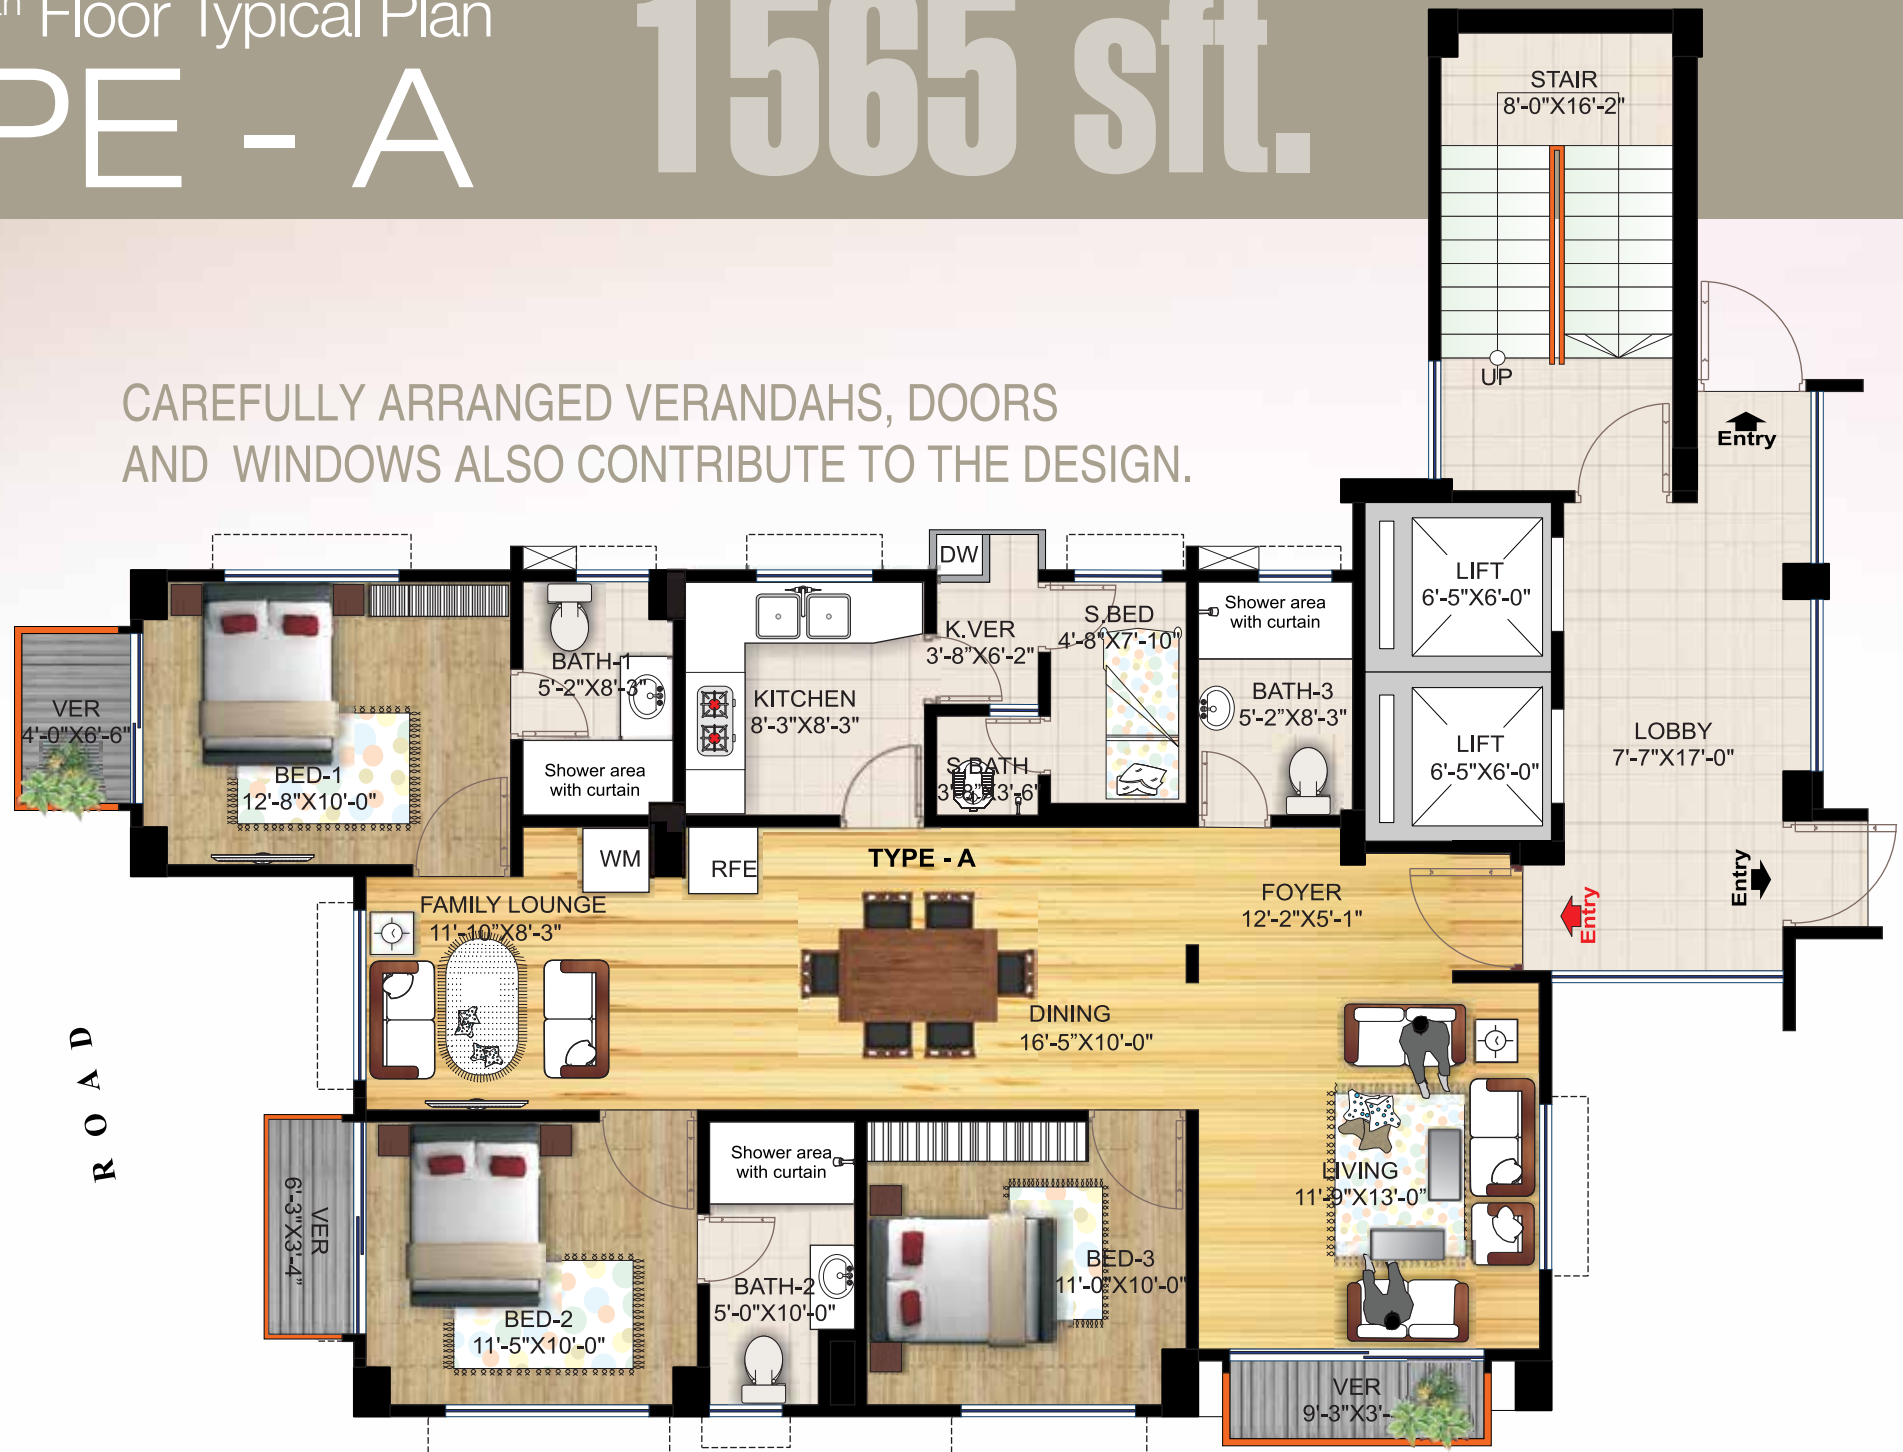 Floor Typical Plan
PE - A
1565 sft.
CAREFULLY ARRANGED VERANDAHS, DOORS
AND WINDOWS ALSO CONTRIBUTE TO THE DESIGN.
STAIR
8'-0"X16'-2"
UP
Entry
LIFT
6'-5"X6'-0"
LIFT
6'-5"X6'-0"
LOBBY
7'-7"X17'-0"
Entry
Entry
DW
K.VER
3'-8"X6'-2"
S.BED
4'-8"X7'-10"
Shower area
with curtain
BATH-3
5'-2"X8'-3"
BATH-1
5'-2"X8'-3"
Shower area
with curtain
KITCHEN
8'-3"X8'-3"
S.BATH
VER
4'-0"X6'-6"
BED-1
12'-8"X10'-0"
WM
RFE
TYPE - A
FOYER
12'-2"X5'-1"
FAMILY LOUNGE
11'-10"X8'-3"
DINING
16'-5"X10'-0"
ROAD
LIVING
11'-9"X13'-0"
VER
6'-3"X3'-4"
Shower area
with curtain
BATH-2
5'-0"X10'-0"
BED-2
11'-5"X10'-0"
BED-3
11'-0"X10'-0"
VER
9'-3"X3'-